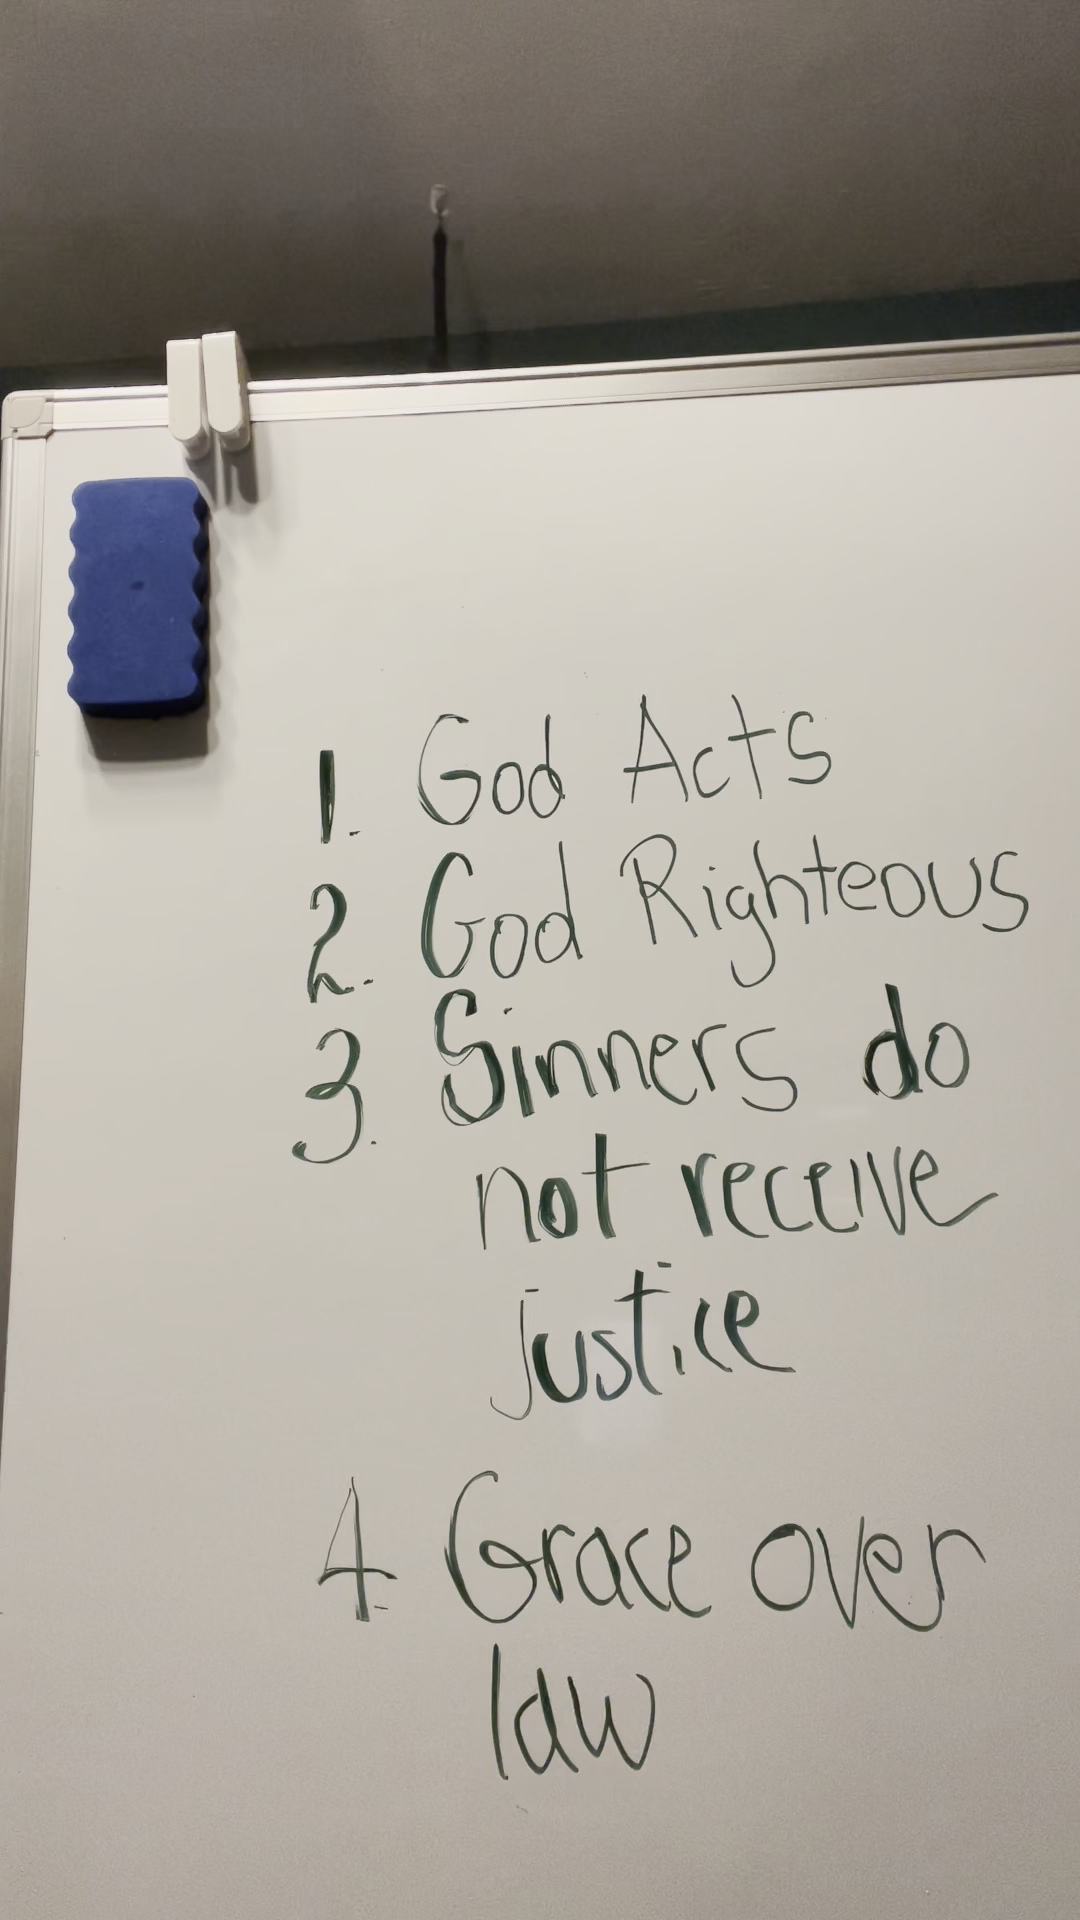 1. God Acts
2. God Righteous
3. Sinners do
not receive
justice
4. Grace over
law